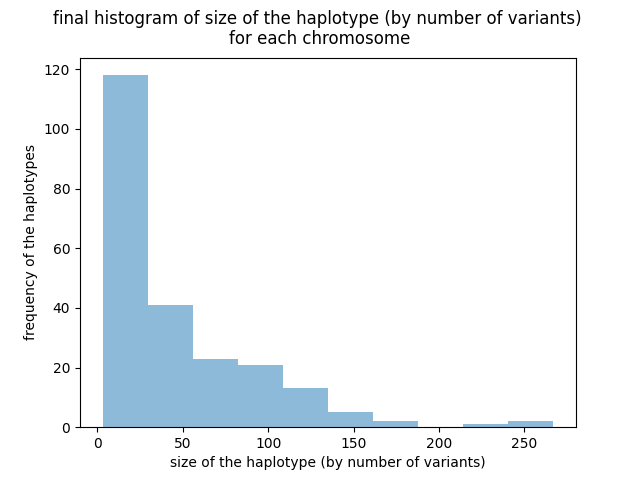 final histogram of size of the haplotype (by number of variants)
for each chromosome
120
100
80
60
40
20
0
frequency of the haplotypes
0 50 100 150 200 250
size of the haplotype (by number of variants)